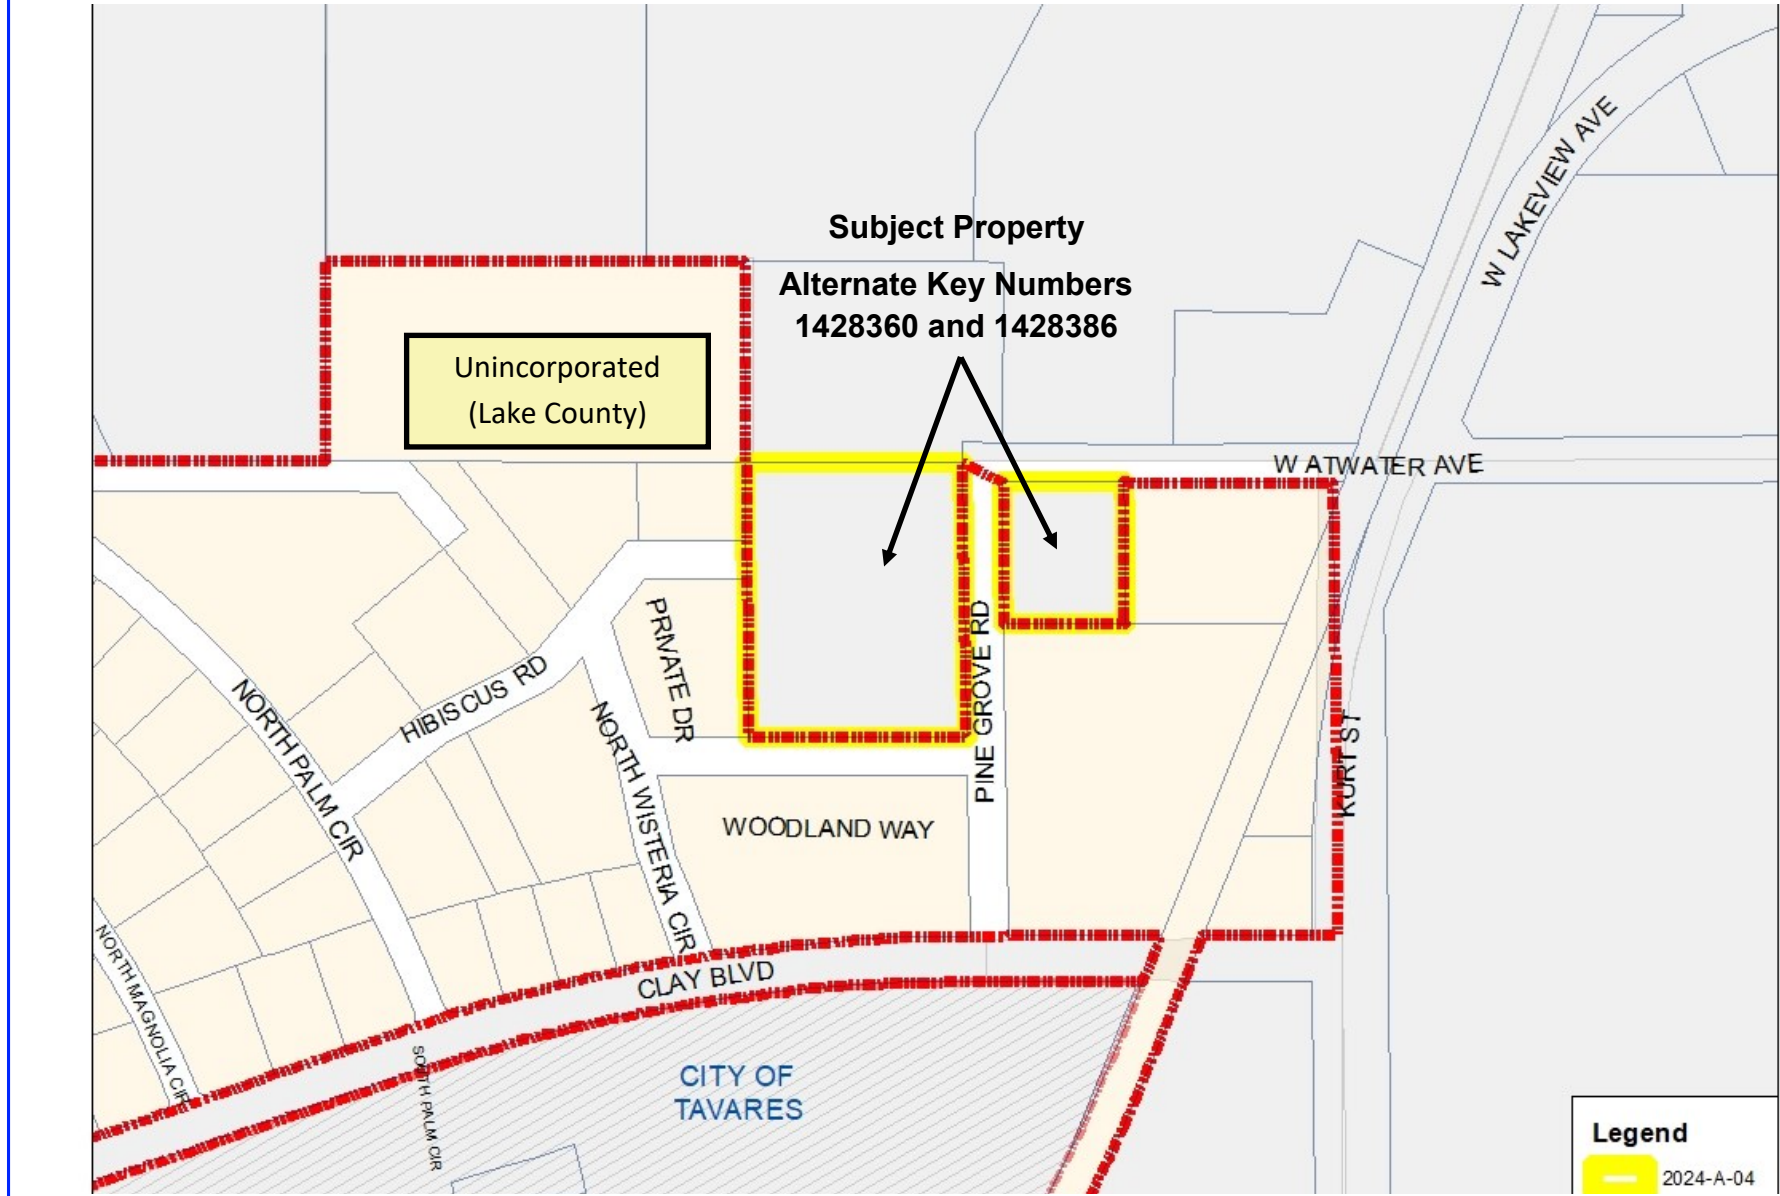 W LAKEVIEW AVE
Subject Property
Alternate Key Numbers
1428360 and 1428386
Unincorporated
(Lake County)
W ATWATER AVE
PRIVATE DR
PINE GROVE RD
HIBISCUS RD
NORTH PALM CIR
NORTH WISTERIA CIR
KURT ST
WOODLAND WAY
NORTH MAGNOLIA CIR
CLAY BLVD
SOUTH PALM CIR
CITY OF
TAVARES
Legend
2024-A-04